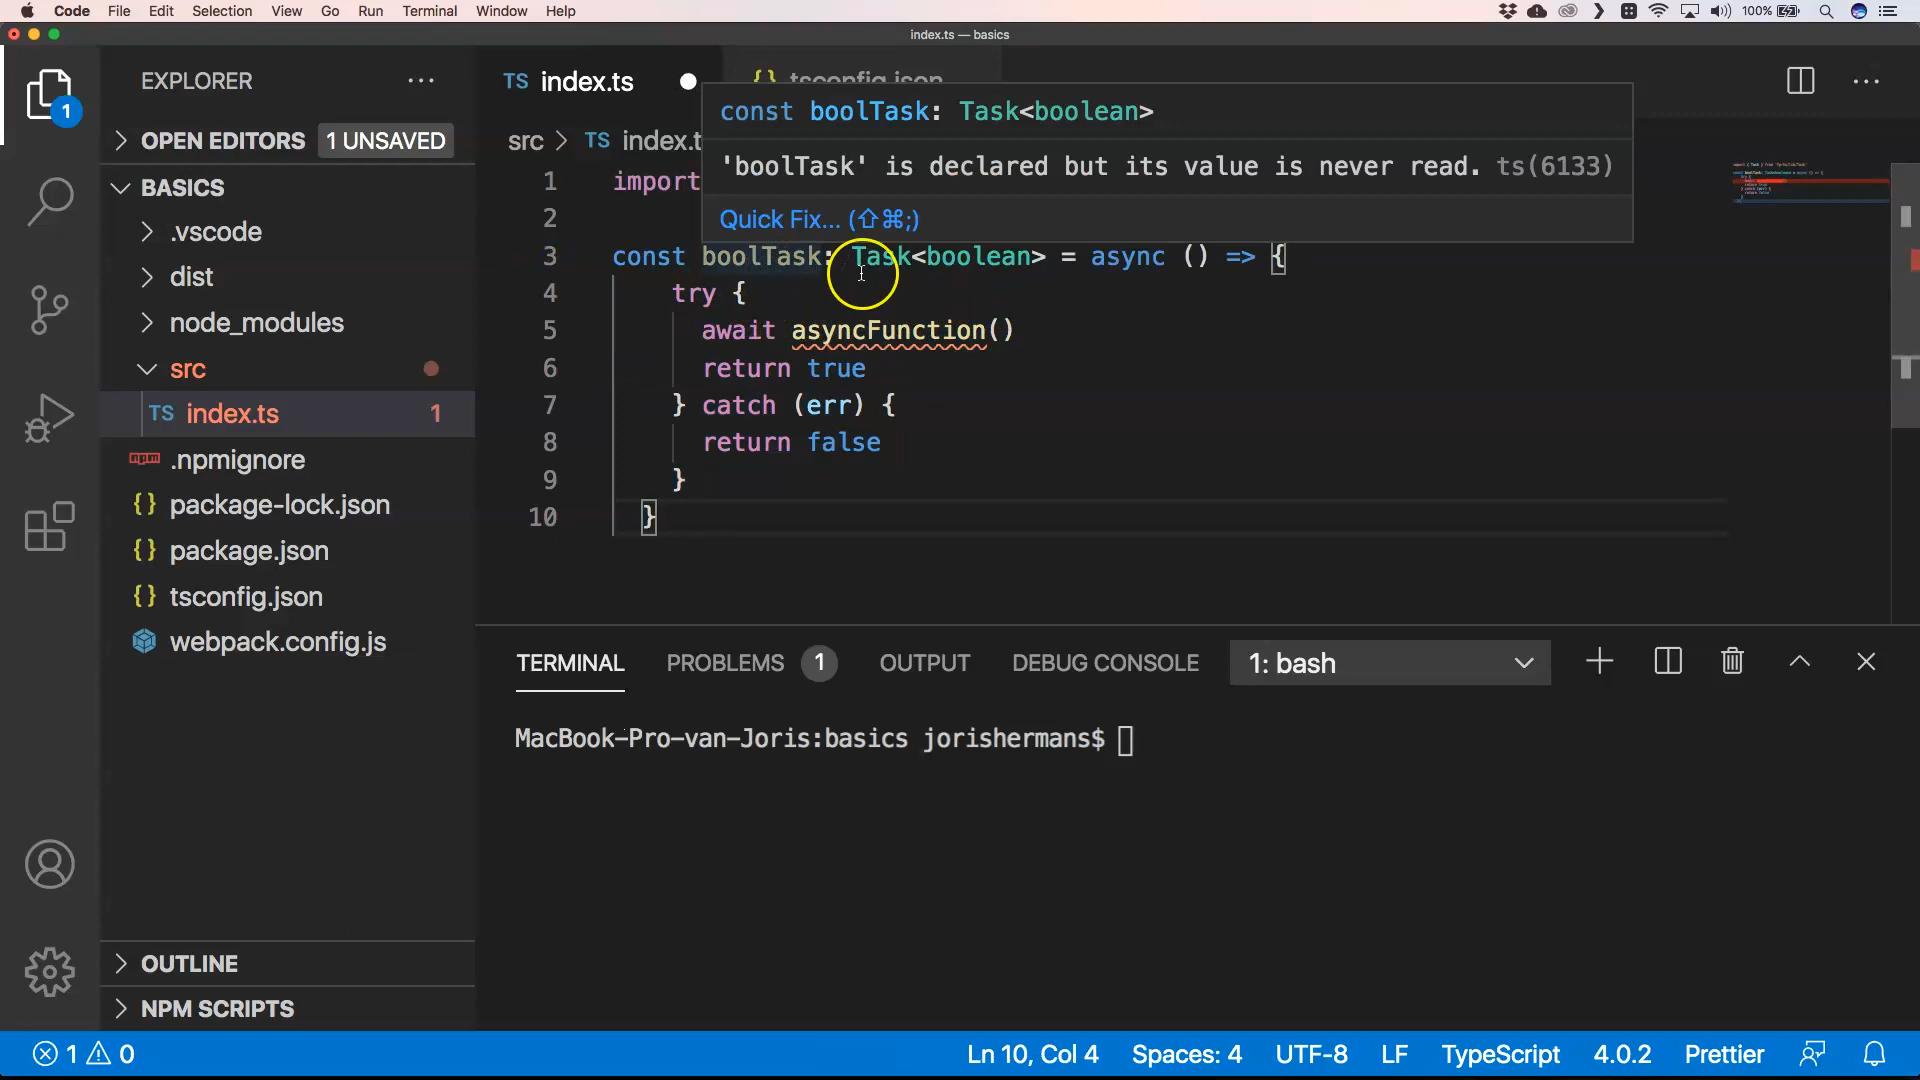 Code File Edit Selection View Go Run Terminal Window Help 100%
index.ts — basics
EXPLORER ···
OPEN EDITORS 1 UNSAVED
BASICS
.vscode
dist
node_modules
src
TS index.ts 1
npm .npmignore
{} package-lock.json
{} package.json
{} tsconfig.json
webpack.config.js
OUTLINE
NPM SCRIPTS
1
TS index.ts {} tsconfig.json ···
src > TS index.t
const boolTask: Task<boolean>
'boolTask' is declared but its value is never read. ts(6133)
Quick Fix... (⇧⌘;)
1 import
2
3 const boolTask: Task<boolean> = async () => {
4 try {
5 await asyncFunction()
6 return true
7 } catch (err) {
8 return false
9 }
10 }
TERMINAL PROBLEMS 1 OUTPUT DEBUG CONSOLE 1: bash
MacBook-Pro-van-Joris:basics jorishermans$
1 0 Ln 10, Col 4 Spaces: 4 UTF-8 LF TypeScript 4.0.2 Prettier